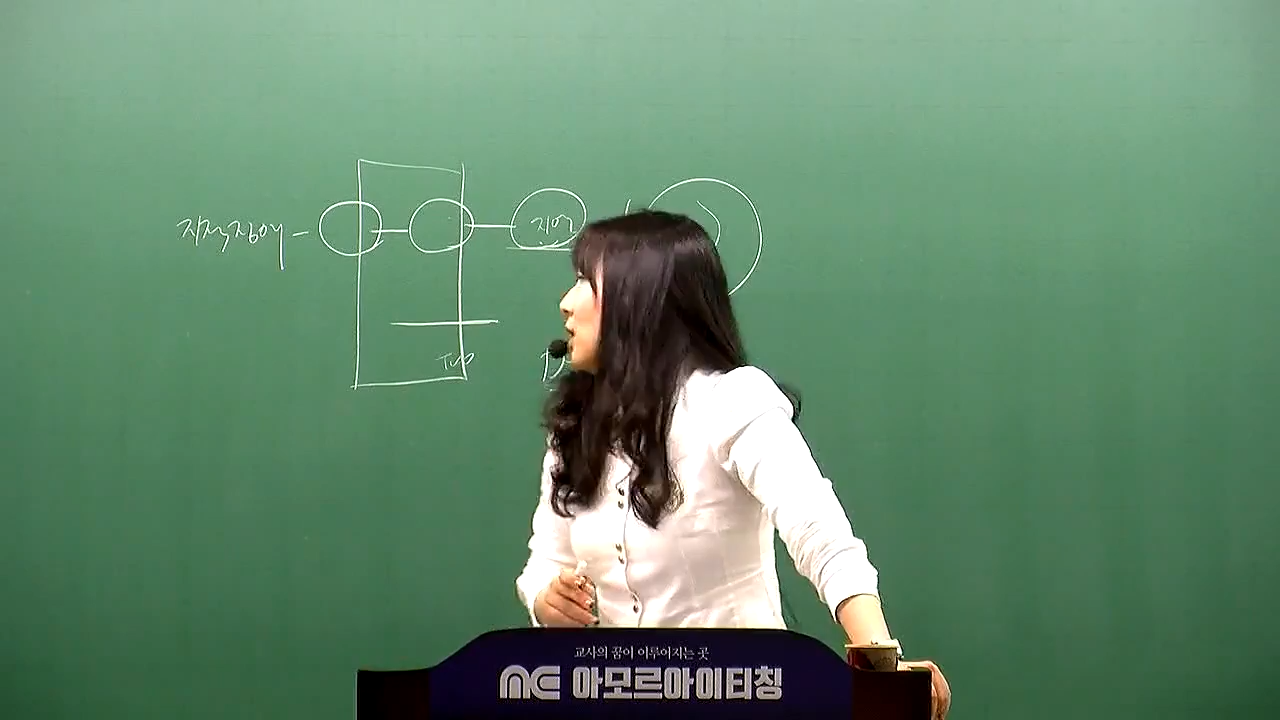 지적장애 -
지역
교사의 꿈이 이루어지는 곳
아모르아이티칭